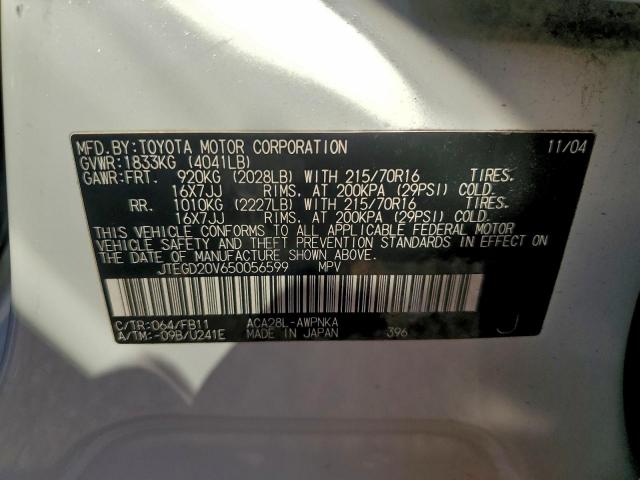 MFD. BY: TOYOTA MOTOR CORPORATION 11/04
GVWR: 1833KG (4041LB)
GAWR: FRT. 920KG (2028LB) WITH 215/70R16 TIRES.
16X7JJ RIMS. AT 200KPA (29PSI) COLD.
RR. 1010KG (2227LB) WITH 215/70R16 TIRES.
16X7JJ RIMS. AT 200KPA (29PSI) COLD.
THIS VEHICLE CONFORMS TO ALL APPLICABLE FEDERAL MOTOR
VEHICLE SAFETY AND THEFT PREVENTION STANDARDS IN EFFECT ON
THE DATE OF MANUFACTURE SHOWN ABOVE.
JTEGD20V650056599 MPV
C/TR: 064/FB11 ACA28L-AWPNKA
A/TM: -09B/U241E MADE IN JAPAN 396 J